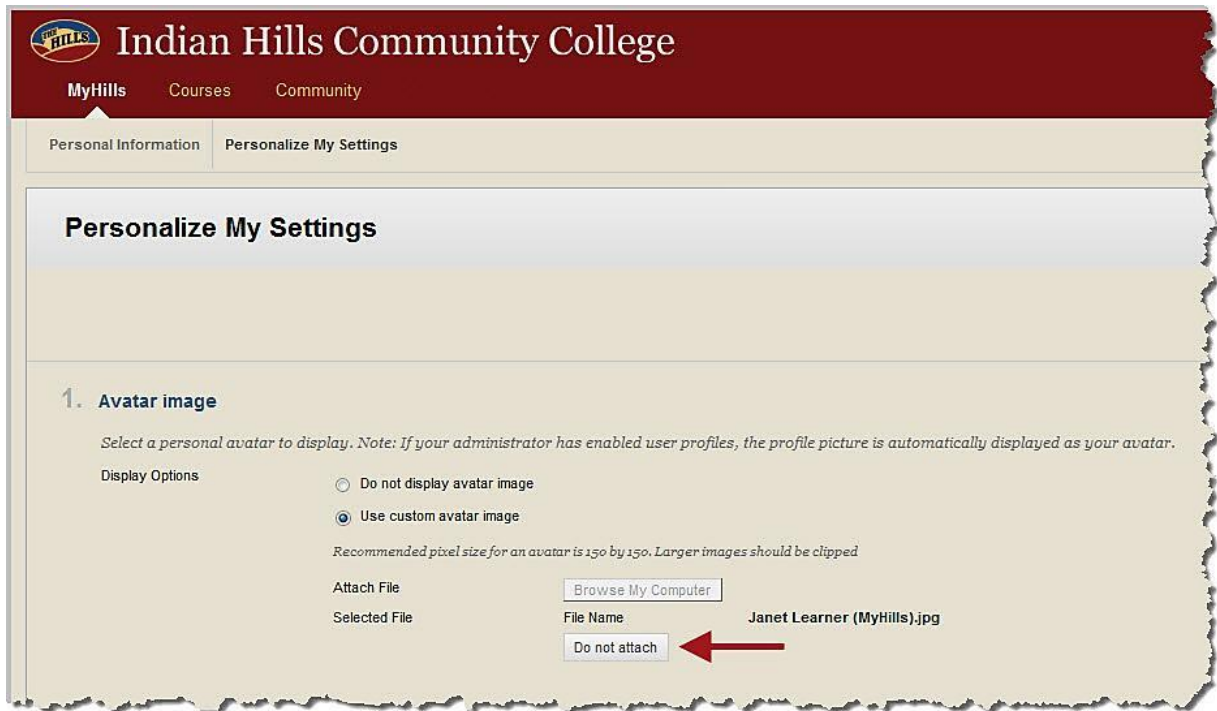 THE HILLS Indian Hills Community College
MyHills Courses Community
Personal Information Personalize My Settings
Personalize My Settings
1. Avatar image
Select a personal avatar to display. Note: If your administrator has enabled user profiles, the profile picture is automatically displayed as your avatar.
Display Options
Do not display avatar image
Use custom avatar image
Recommended pixel size for an avatar is 150 by 150. Larger images should be clipped
Attach File Browse My Computer
Selected File File Name Janet Learner (MyHills).jpg
Do not attach